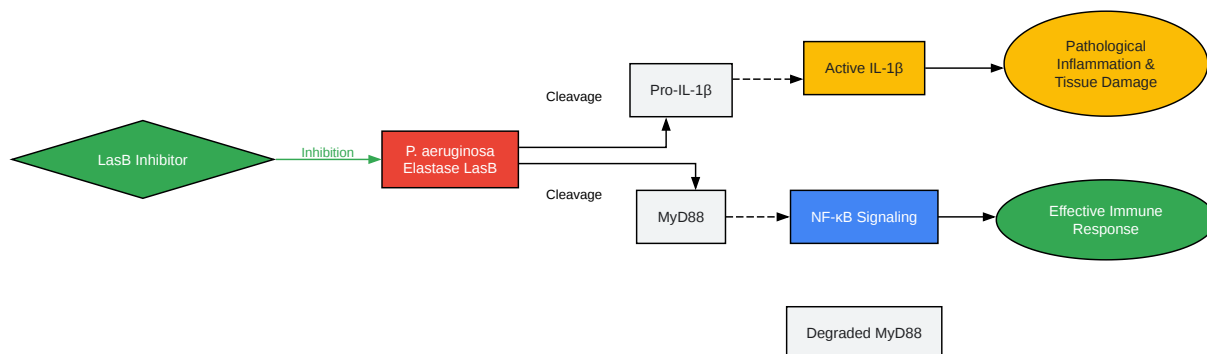 LasB Inhibitor
Inhibition
P. aeruginosa
Elastase LasB
Cleavage
Cleavage
Pro-IL-1β
Active IL-1β
Pathological
Inflammation &
Tissue Damage
MyD88
NF-κB Signaling
Effective Immune
Response
Degraded MyD88